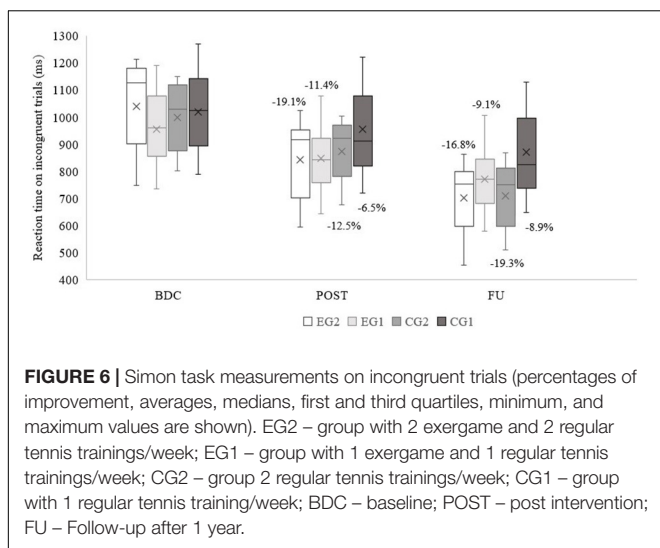 1300
1200
1100
1000
900
800
700
600
500
400
Reaction time on incongruent trials (ms)
-19.1%
-11.4%
-12.5%
-6.5%
-16.8%
-9.1%
-19.3%
-8.9%
BDC POST FU
EG2 EG1 CG2 CG1
FIGURE 6 | Simon task measurements on incongruent trials (percentages of
improvement, averages, medians, first and third quartiles, minimum, and
maximum values are shown). EG2 – group with 2 exergame and 2 regular
tennis trainings/week; EG1 – group with 1 exergame and 1 regular tennis
trainings/week; CG2 – group 2 regular tennis trainings/week; CG1 – group
with 1 regular tennis training/week; BDC – baseline; POST – post intervention;
FU – Follow-up after 1 year.